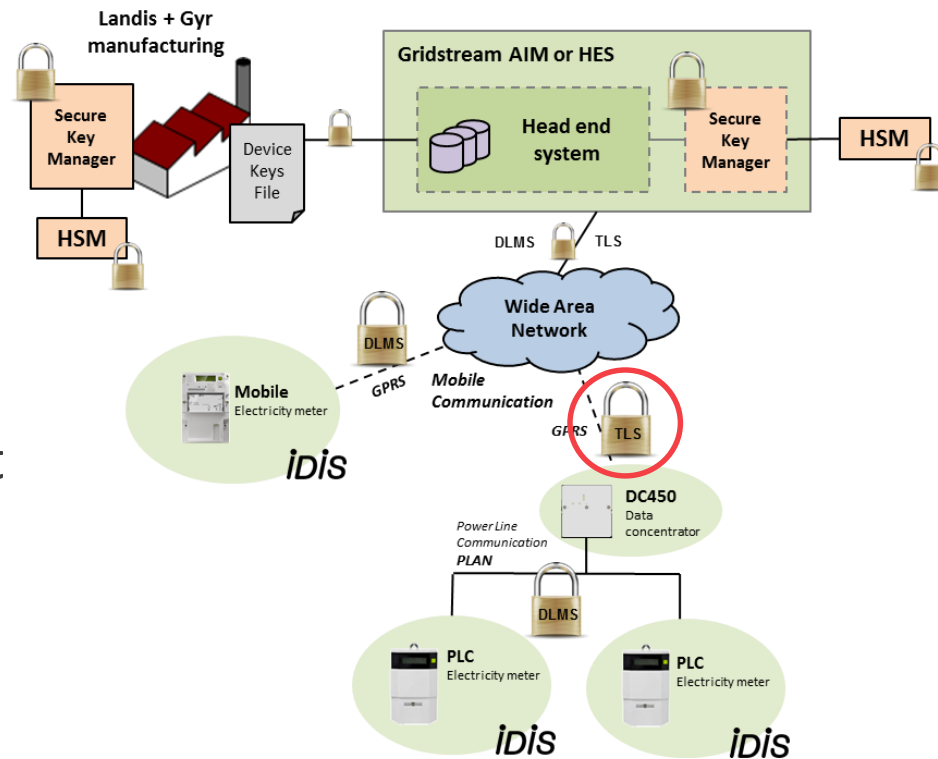 Landis + Gyr
manufacturing
Secure
Key
Manager
HSM
Device
Keys
File
Gridstream AIM or HES
Head end
system
Secure
Key
Manager
HSM
DLMS
TLS
Wide Area
Network
DLMS
GPRS
Mobile
Communication
Mobile
Electricity meter
iDiS
GPRS
TLS
DC450
Data
concentrator
Power Line
Communication
PLAN
DLMS
PLC
Electricity meter
iDiS
PLC
Electricity meter
iDiS
t